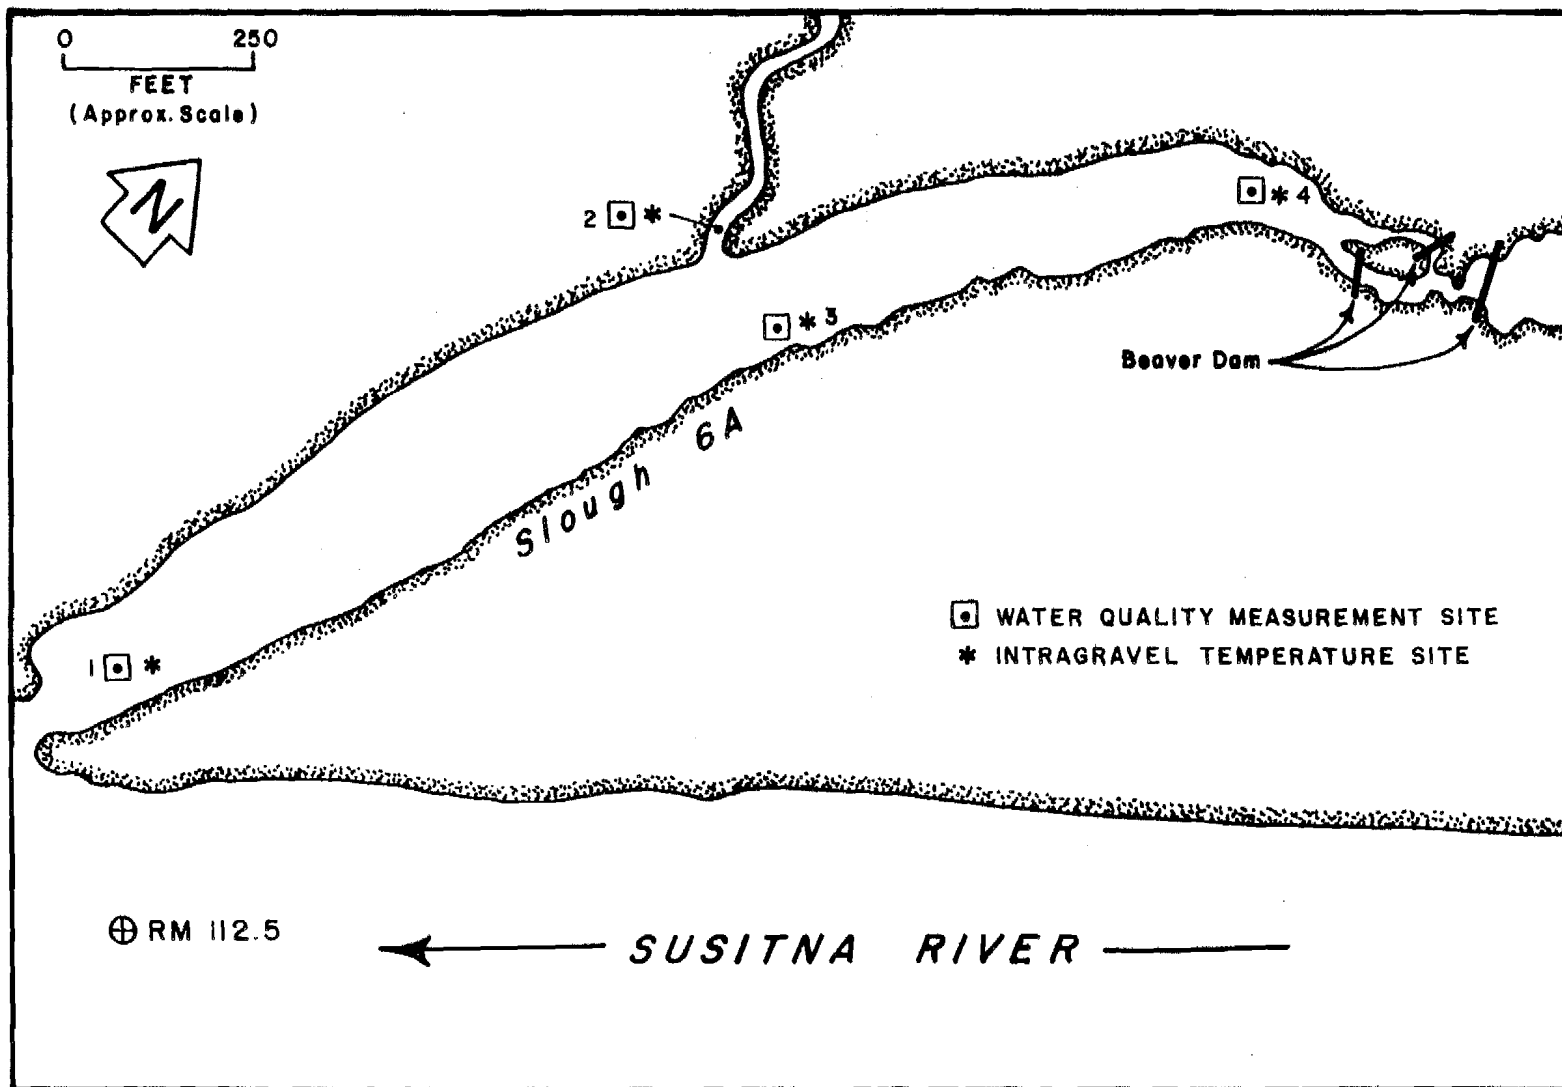 0 250
FEET
(Approx. Scale)
N
2
4
3
Beaver Dam
Slough 6A
WATER QUALITY MEASUREMENT SITE
INTRAGRAVEL TEMPERATURE SITE
1
RM 112.5
SUSITNA RIVER